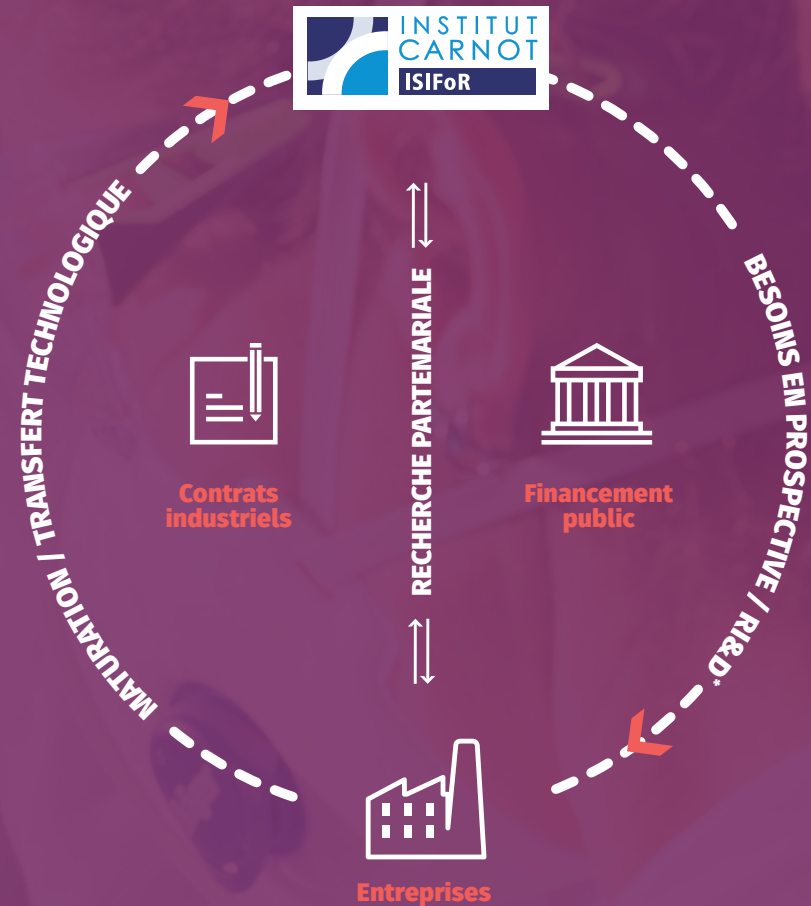 INSTITUT
CARNOT
ISIFoR
MATURATION / TRANSFERT TECHNOLOGIQUE
RECHERCHE PARTENARIALE
BESOINS EN PROSPECTIVE / RI&D*
Contrats
industriels
Financement
public
Entreprises